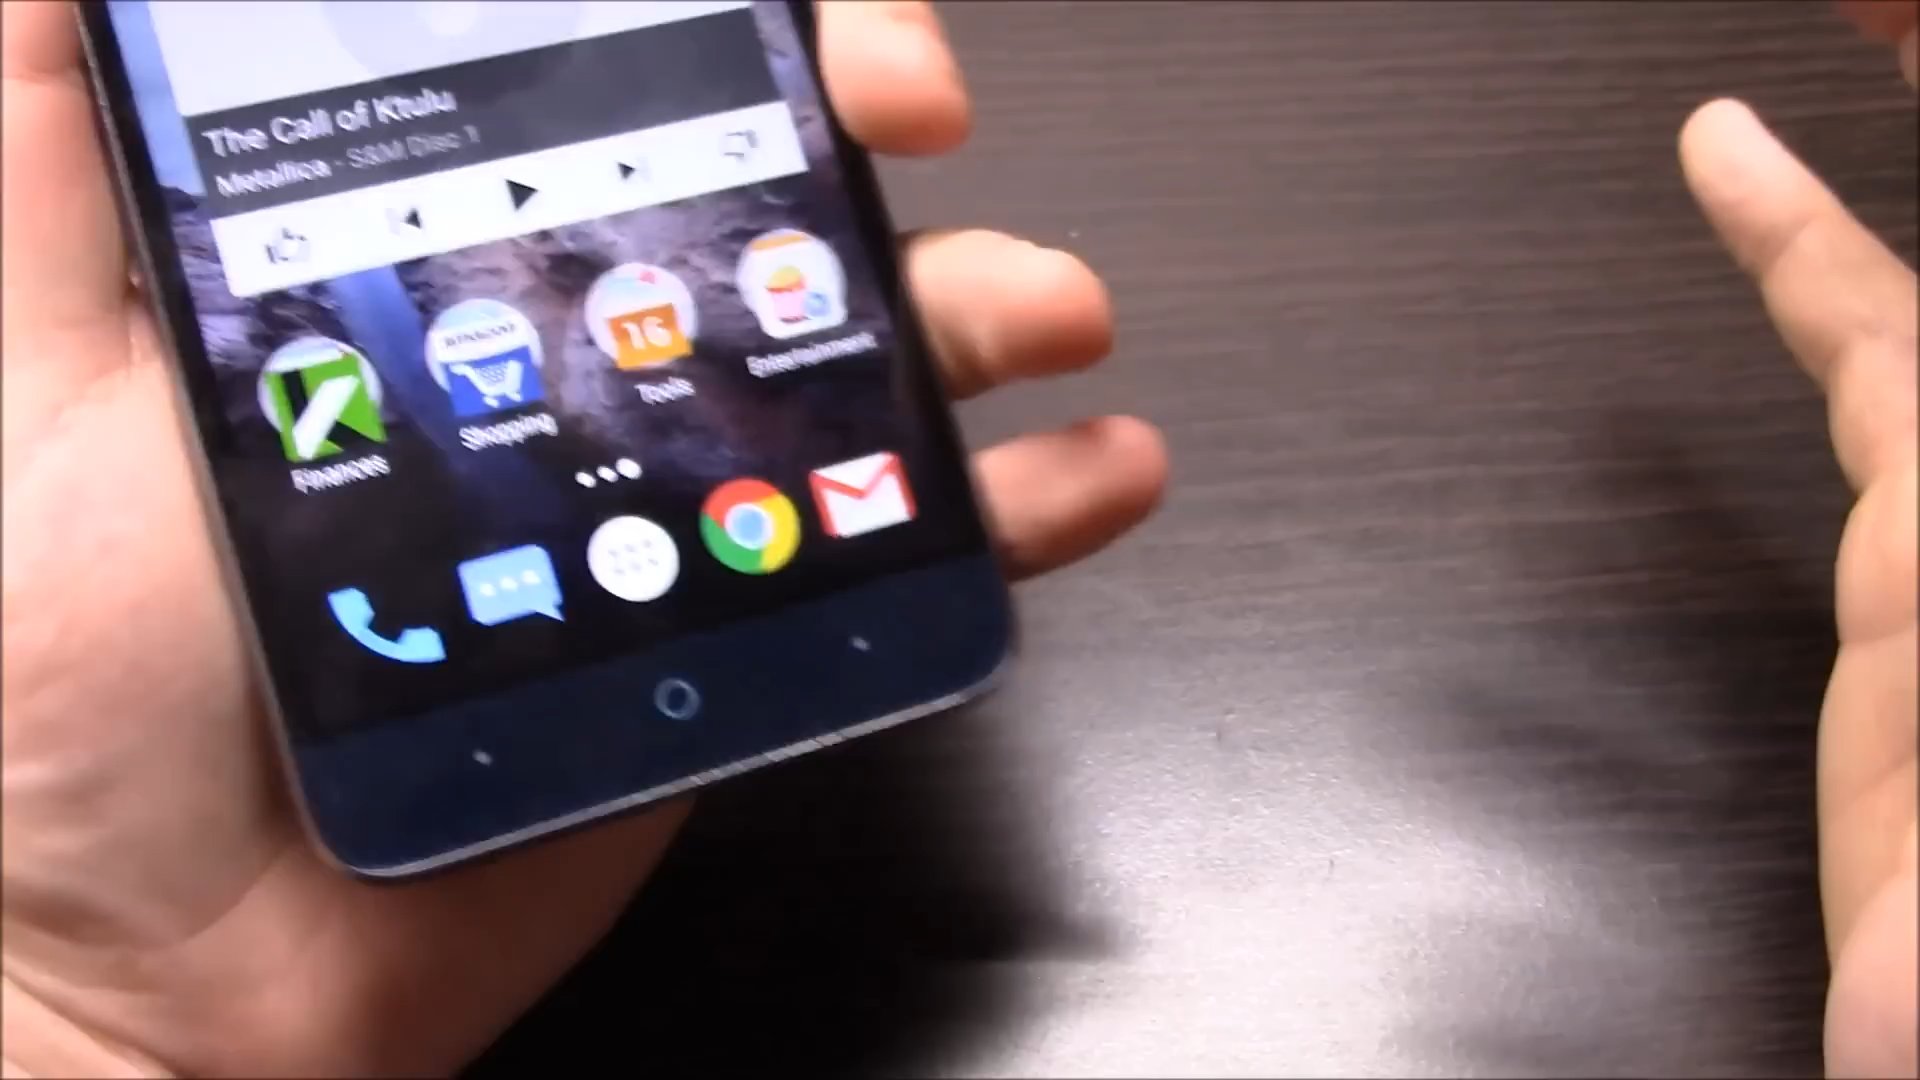 The Call of Ktulu
Metallica - S&M Disc 1
16
Finances
Shopping
Tools
Entertainment